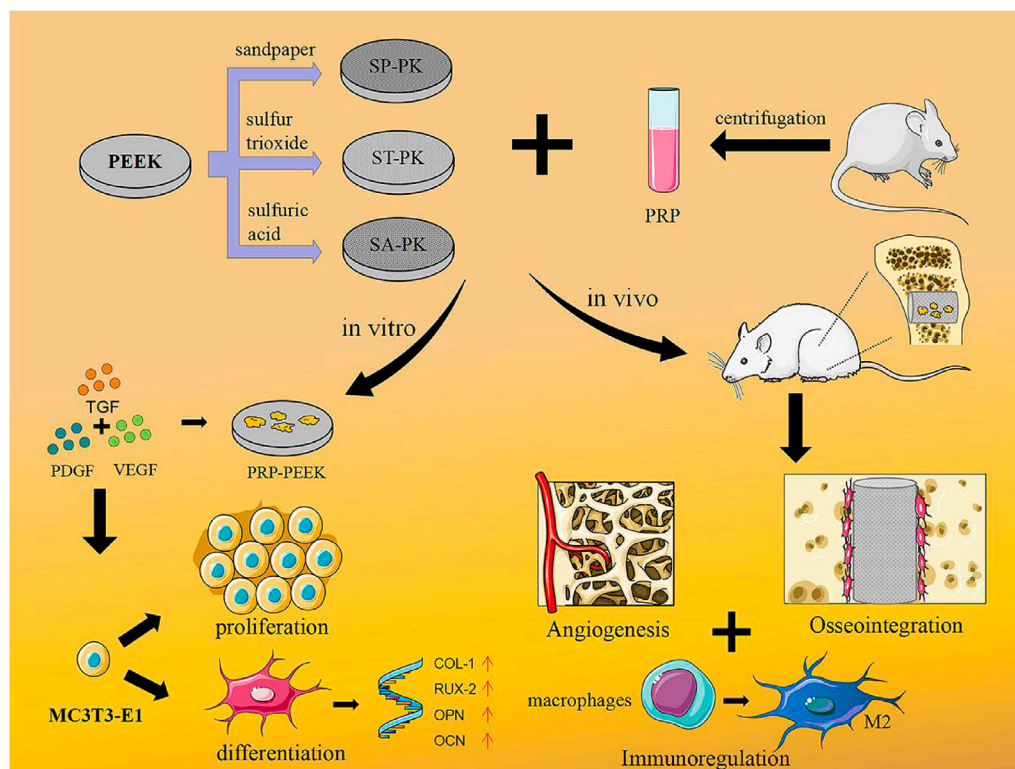 sandpaper
SP-PK
sulfur
trioxide
PEEK
ST-PK
sulfuric
acid
SA-PK
centrifugation
PRP
in vitro
in vivo
TGF
PDGF
VEGF
PRP-PEEK
proliferation
MC3T3-E1
differentiation
COL-1
RUX-2
OPN
OCN
Angiogenesis
Osseointegration
macrophages
M2
Immunoregulation